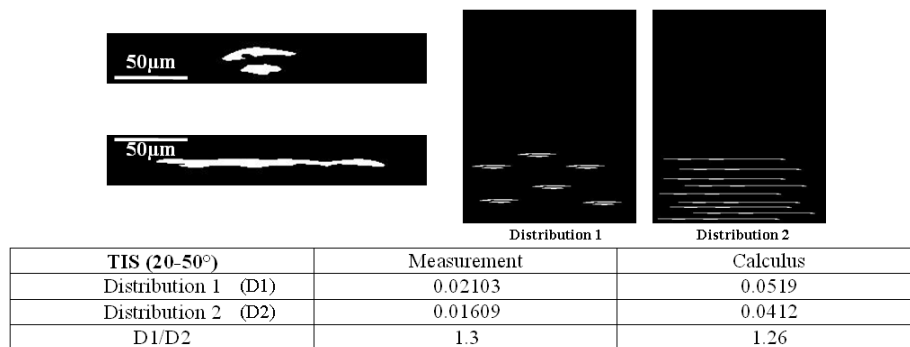 50µm
50µm
Distribution 1 Distribution 2
TIS (20-50°) Measurement Calculus
Distribution 1 (D1) 0.02103 0.0519
Distribution 2 (D2) 0.01609 0.0412
D1/D2 1.3 1.26